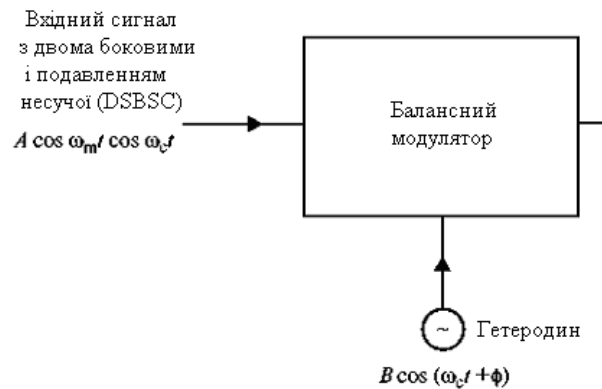 Вхідний сигнал
з двома боковими
і подавленням
несучої (DSBSC)
A cos ωmt cos ωct
Балансний
модулятор
~
Гетеродин
B cos (ωct + ϕ)